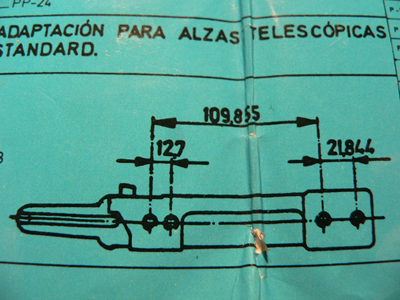 PP-24
ADAPTACIÓN PARA ALZAS TELESCÓPICAS
STANDARD.
109,855
12,7
21,844